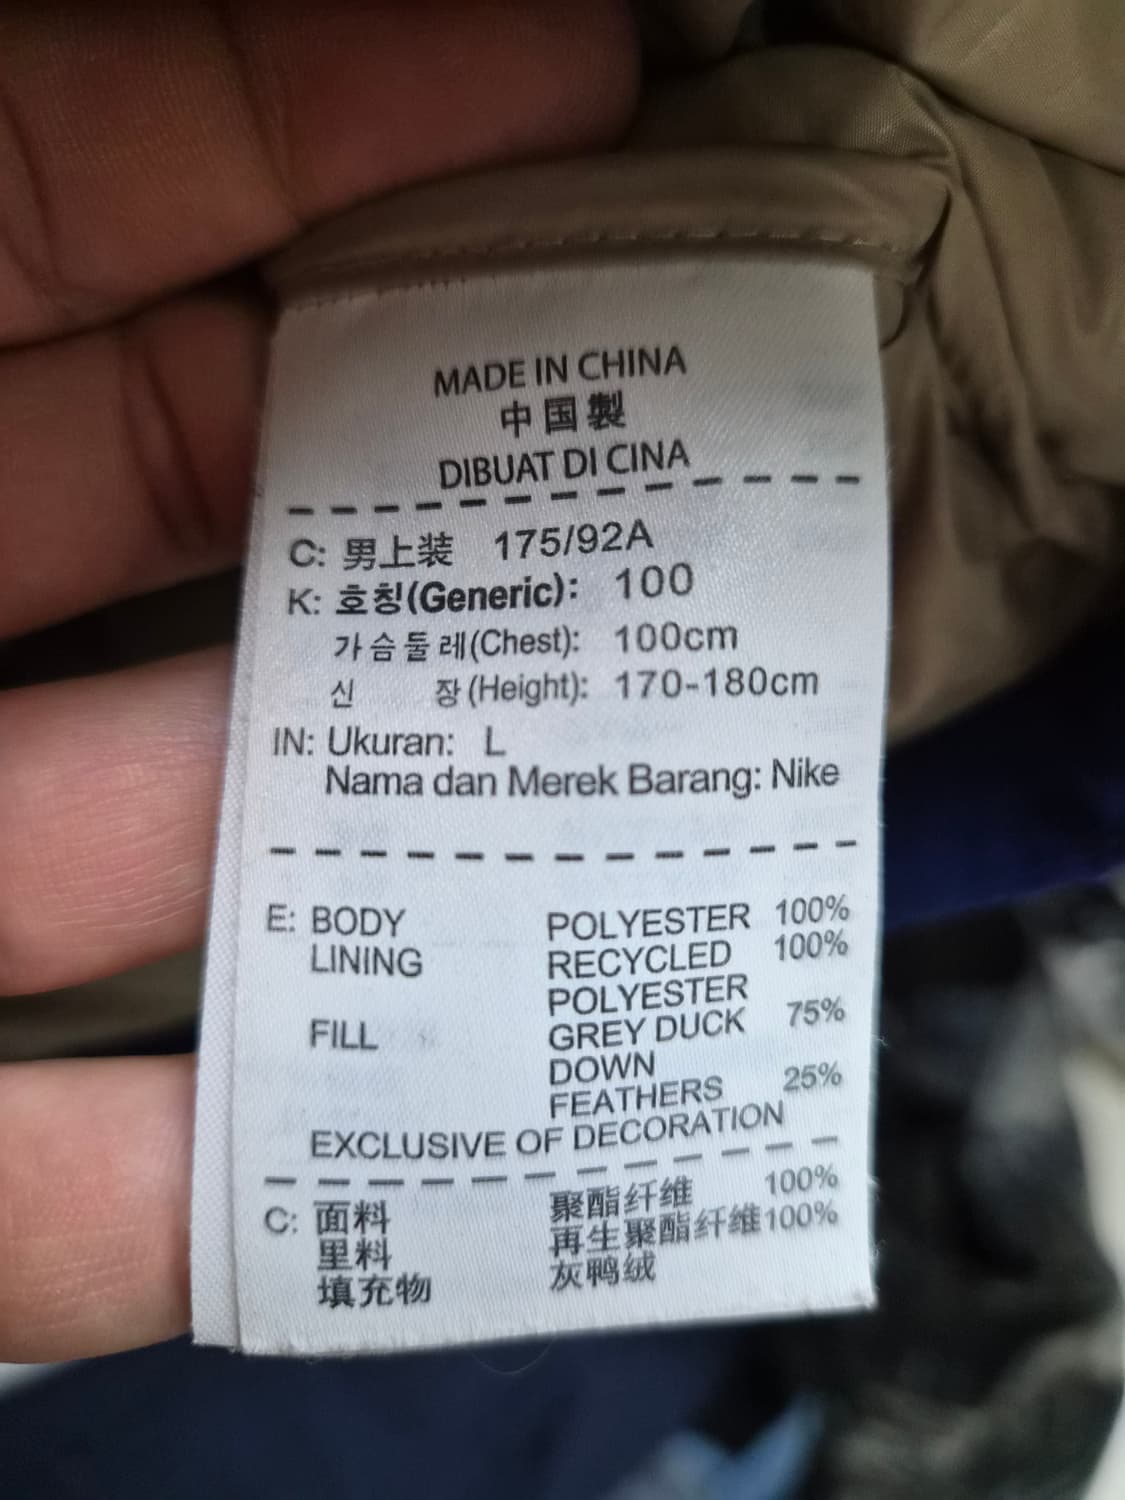 MADE IN CHINA
中国製
DIBUAT DI CINA
C: 男上装 175/92A
K: 호칭(Generic): 100
가슴둘레(Chest): 100cm
신 장(Height): 170-180cm
IN: Ukuran: L
Nama dan Merek Barang: Nike
E: BODY POLYESTER 100%
LINING RECYCLED 100%
POLYESTER
FILL GREY DUCK 75%
DOWN
FEATHERS 25%
EXCLUSIVE OF DECORATION
C: 面料 聚酯纤维 100%
里料 再生聚酯纤维100%
填充物 灰鸭绒